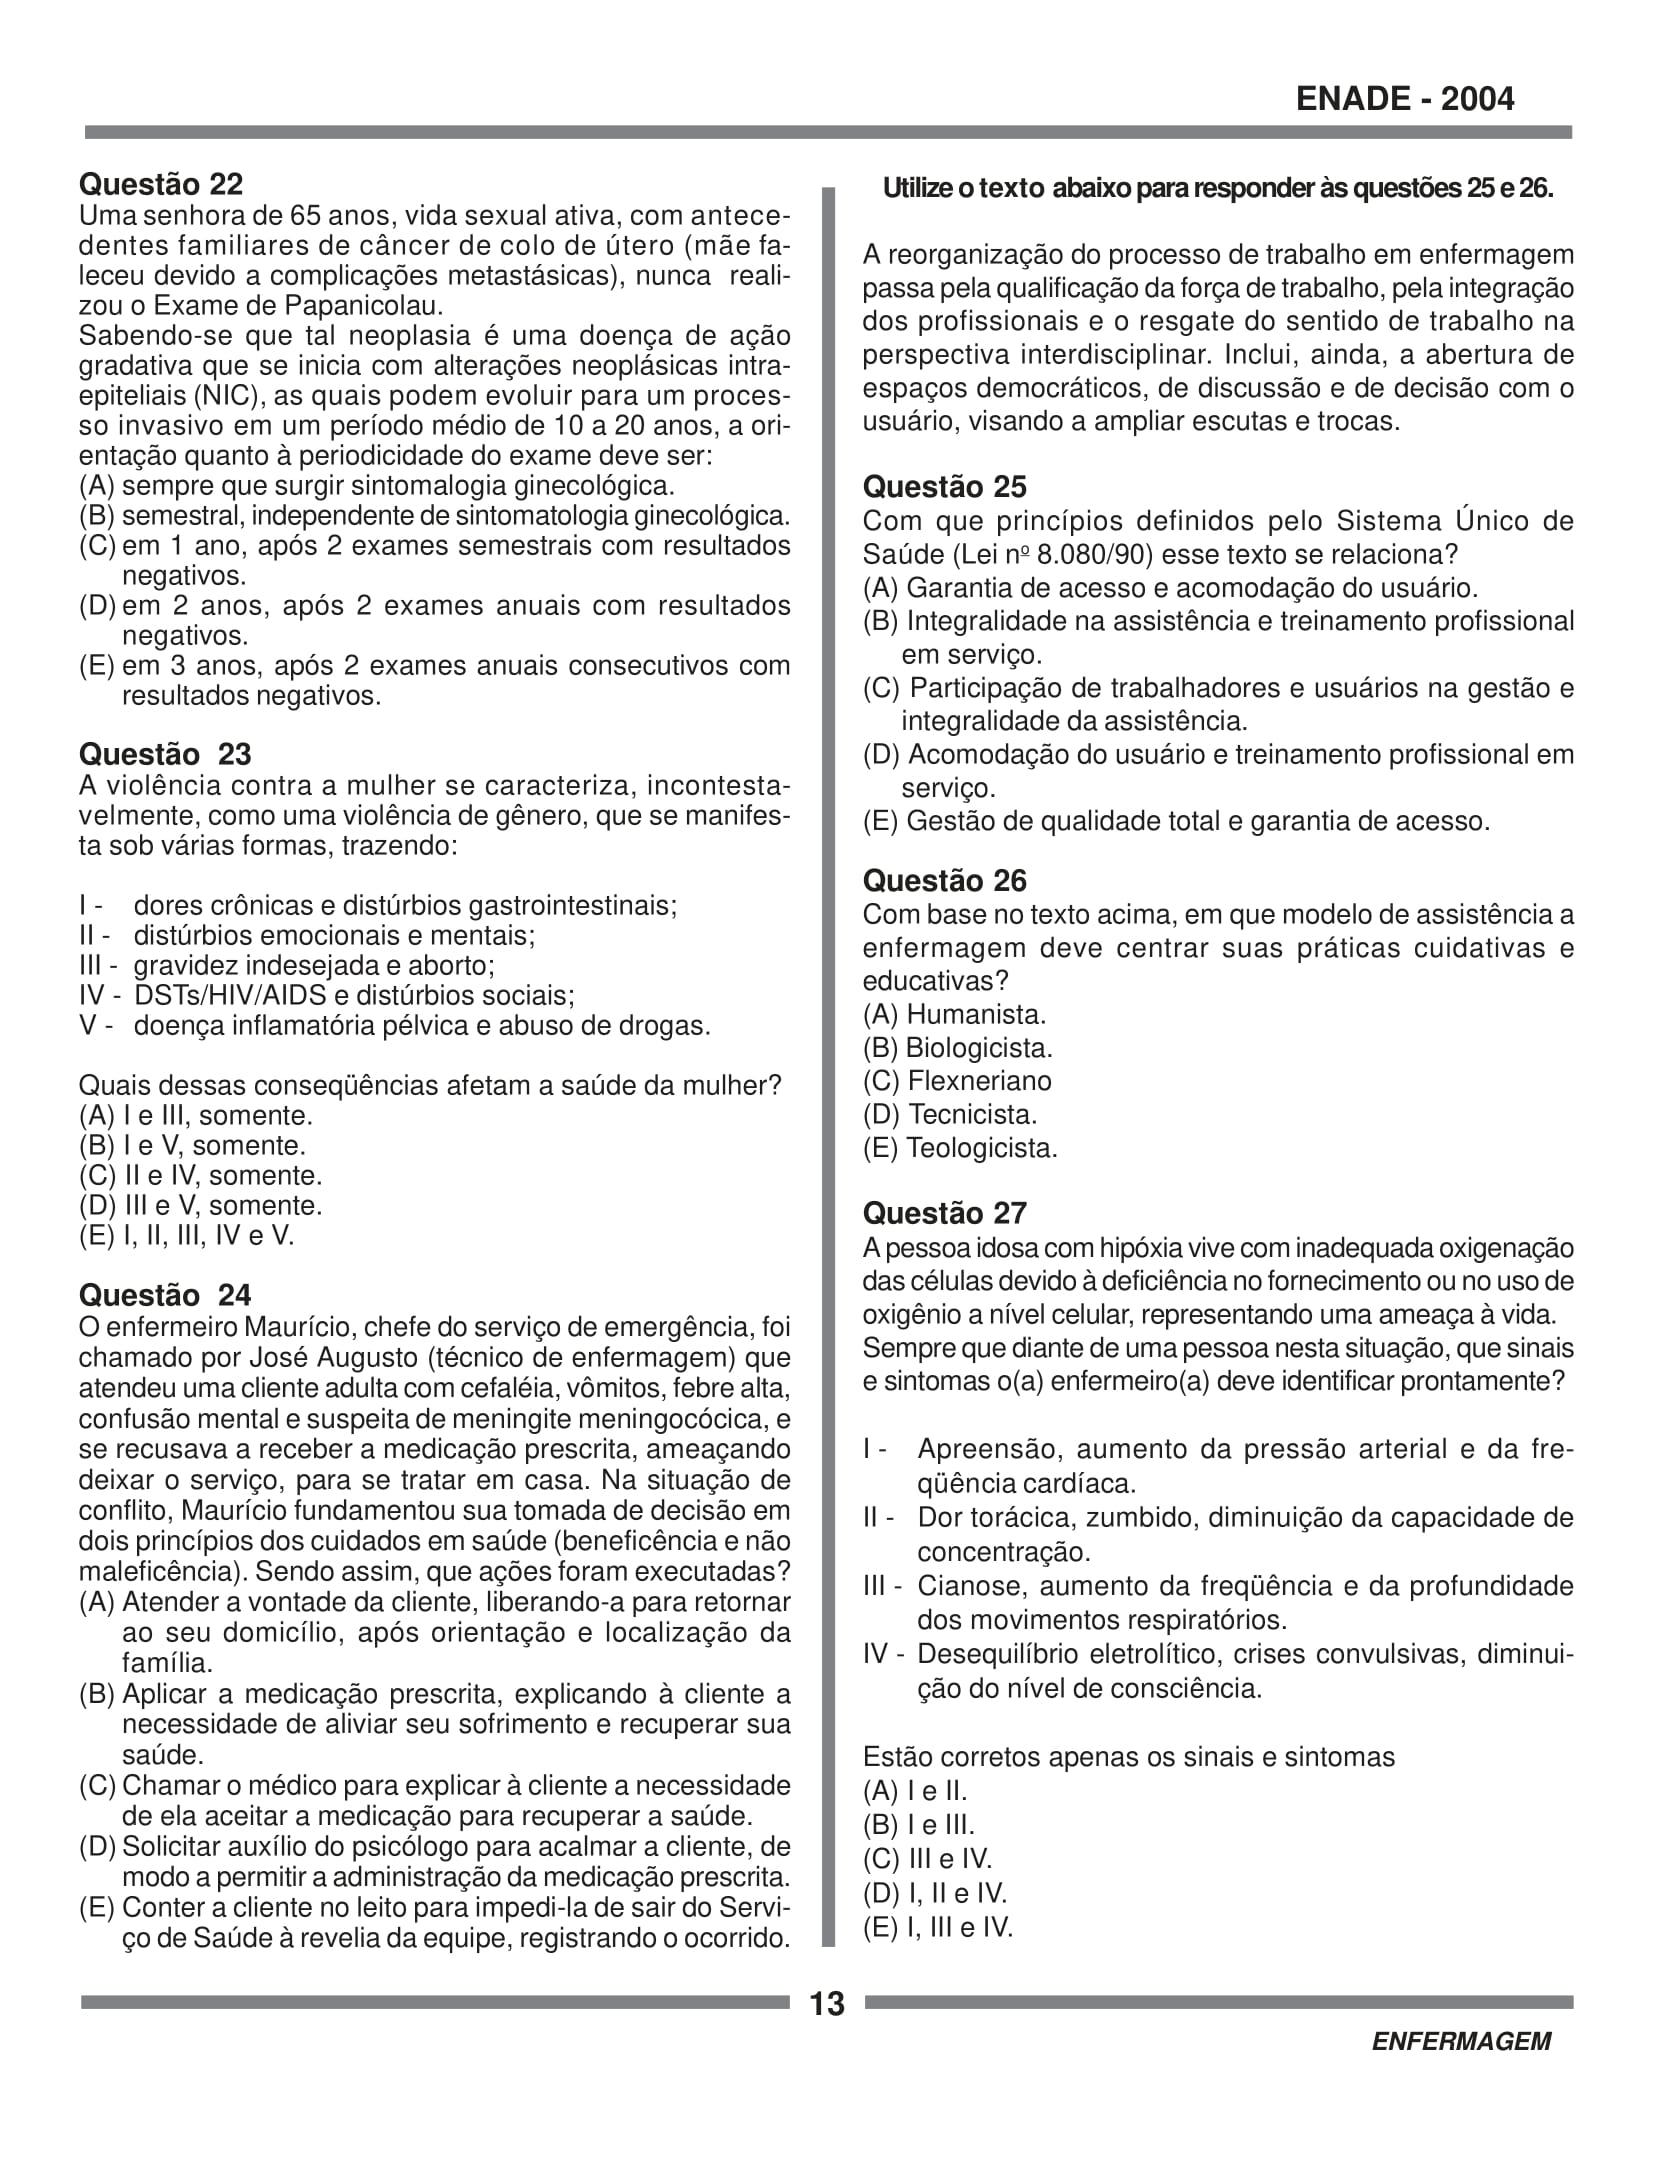 ENADE - 2004
Questão 22
Uma senhora de 65 anos, vida sexual ativa, com antece-
dentes familiares de câncer de colo de útero (mãe fa-
leceu devido a complicações metastásicas), nunca reali-
zou o Exame de Papanicolau.
Sabendo-se que tal neoplasia é uma doença de ação
gradativa que se inicia com alterações neoplásicas intra-
epiteliais (NIC), as quais podem evoluir para um proces-
so invasivo em um período médio de 10 a 20 anos, a ori-
entação quanto à periodicidade do exame deve ser:
(A) sempre que surgir sintomalogia ginecológica.
(B) semestral, independente de sintomatologia ginecológica.
(C) em 1 ano, após 2 exames semestrais com resultados
negativos.
(D) em 2 anos, após 2 exames anuais com resultados
negativos.
(E) em 3 anos, após 2 exames anuais consecutivos com
resultados negativos.
Questão 23
A violência contra a mulher se caracteriza, incontesta-
velmente, como uma violência de gênero, que se manifes-
ta sob várias formas, trazendo:
I - dores crônicas e distúrbios gastrointestinais;
II - distúrbios emocionais e mentais;
III - gravidez indesejada e aborto;
IV - DSTs/HIV/AIDS e distúrbios sociais;
V - doença inflamatória pélvica e abuso de drogas.
Quais dessas conseqüências afetam a saúde da mulher?
(A) I e III, somente.
(B) I e V, somente.
(C) II e IV, somente.
(D) III e V, somente.
(E) I, II, III, IV e V.
Questão 24
O enfermeiro Maurício, chefe do serviço de emergência, foi
chamado por José Augusto (técnico de enfermagem) que
atendeu uma cliente adulta com cefaléia, vômitos, febre alta,
confusão mental e suspeita de meningite meningocócica, e
se recusava a receber a medicação prescrita, ameaçando
deixar o serviço, para se tratar em casa. Na situação de
conflito, Maurício fundamentou sua tomada de decisão em
dois princípios dos cuidados em saúde (beneficência e não
maleficência). Sendo assim, que ações foram executadas?
(A) Atender a vontade da cliente, liberando-a para retornar
ao seu domicílio, após orientação e localização da
família.
(B) Aplicar a medicação prescrita, explicando à cliente a
necessidade de aliviar seu sofrimento e recuperar sua
saúde.
(C) Chamar o médico para explicar à cliente a necessidade
de ela aceitar a medicação para recuperar a saúde.
(D) Solicitar auxílio do psicólogo para acalmar a cliente, de
modo a permitir a administração da medicação prescrita.
(E) Conter a cliente no leito para impedi-la de sair do Servi-
ço de Saúde à revelia da equipe, registrando o ocorrido.
Utilize o texto abaixo para responder às questões 25 e 26.
A reorganização do processo de trabalho em enfermagem
passa pela qualificação da força de trabalho, pela integração
dos profissionais e o resgate do sentido de trabalho na
perspectiva interdisciplinar. Inclui, ainda, a abertura de
espaços democráticos, de discussão e de decisão com o
usuário, visando a ampliar escutas e trocas.
Questão 25
Com que princípios definidos pelo Sistema Único de
Saúde (Lei nº 8.080/90) esse texto se relaciona?
(A) Garantia de acesso e acomodação do usuário.
(B) Integralidade na assistência e treinamento profissional
em serviço.
(C) Participação de trabalhadores e usuários na gestão e
integralidade da assistência.
(D) Acomodação do usuário e treinamento profissional em
serviço.
(E) Gestão de qualidade total e garantia de acesso.
Questão 26
Com base no texto acima, em que modelo de assistência a
enfermagem deve centrar suas práticas cuidativas e
educativas?
(A) Humanista.
(B) Biologicista.
(C) Flexneriano
(D) Tecnicista.
(E) Teologicista.
Questão 27
A pessoa idosa com hipóxia vive com inadequada oxigenação
das células devido à deficiência no fornecimento ou no uso de
oxigênio a nível celular, representando uma ameaça à vida.
Sempre que diante de uma pessoa nesta situação, que sinais
e sintomas o(a) enfermeiro(a) deve identificar prontamente?
I - Apreensão, aumento da pressão arterial e da fre-
qüência cardíaca.
II - Dor torácica, zumbido, diminuição da capacidade de
concentração.
III - Cianose, aumento da freqüência e da profundidade
dos movimentos respiratórios.
IV - Desequilíbrio eletrolítico, crises convulsivas, diminui-
ção do nível de consciência.
Estão corretos apenas os sinais e sintomas
(A) I e II.
(B) I e III.
(C) III e IV.
(D) I, II e IV.
(E) I, III e IV.
13
ENFERMAGEM